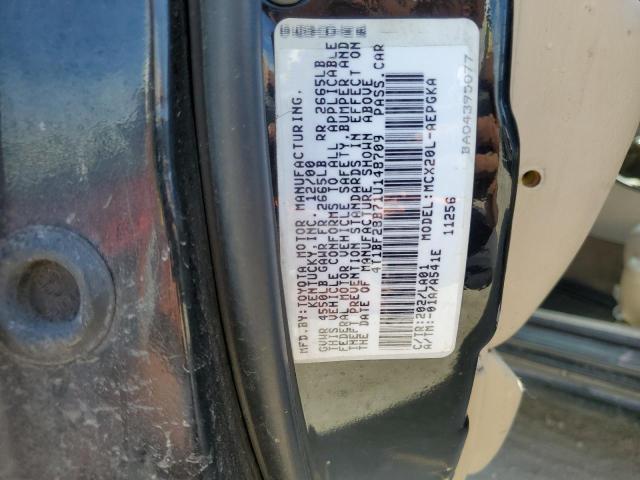 MFD.BY:TOYOTA MOTOR MANUFACTURING,
KENTUCKY, INC. 12/00
GVWR 4550LB GAWR FR 2665LB RR 2665LB
THIS VEHICLE CONFORMS TO ALL APPLICABLE
FEDERAL MOTOR VEHICLE SAFETY, BUMPER AND
THEFT PREVENTION STANDARDS IN EFFECT ON
THE DATE OF MANUFACTURE SHOWN ABOVE.
4T1BF28B71U148709 PASS.CAR
C/TR:202/LA01 MODEL:MCX20L-AEPGKA
A/TM:01A/A541E 11256
BA04395077